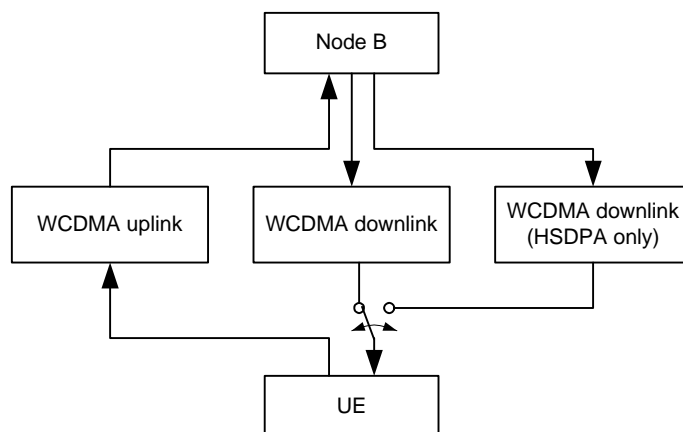 Node B
WCDMA uplink
WCDMA downlink
WCDMA downlink
(HSDPA only)
UE